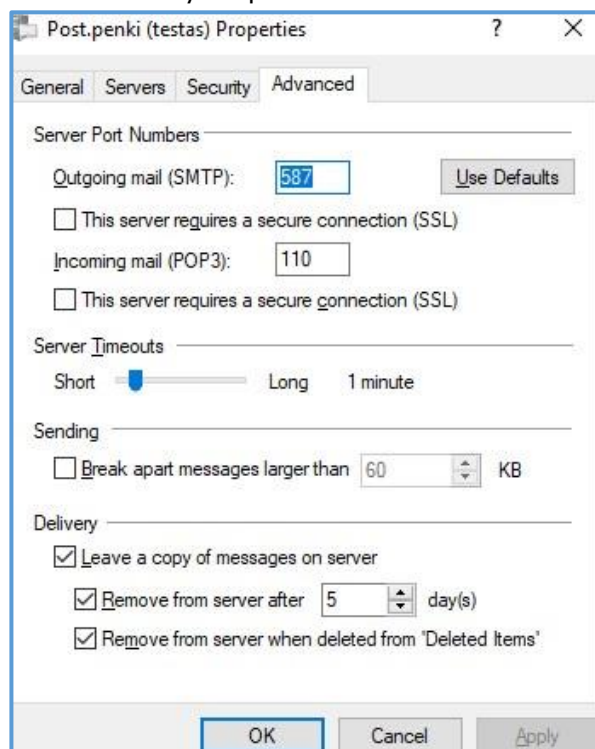 Post.penki (testas) Properties ? X
General Servers Security Advanced
Server Port Numbers
Outgoing mail (SMTP): 587 Use Defaults
This server requires a secure connection (SSL)
Incoming mail (POP3): 110
This server requires a secure connection (SSL)
Server Timeouts
Short Long 1 minute
Sending
Break apart messages larger than 60 KB
Delivery
Leave a copy of messages on server
Remove from server after 5 day(s)
Remove from server when deleted from 'Deleted Items'
OK Cancel Apply